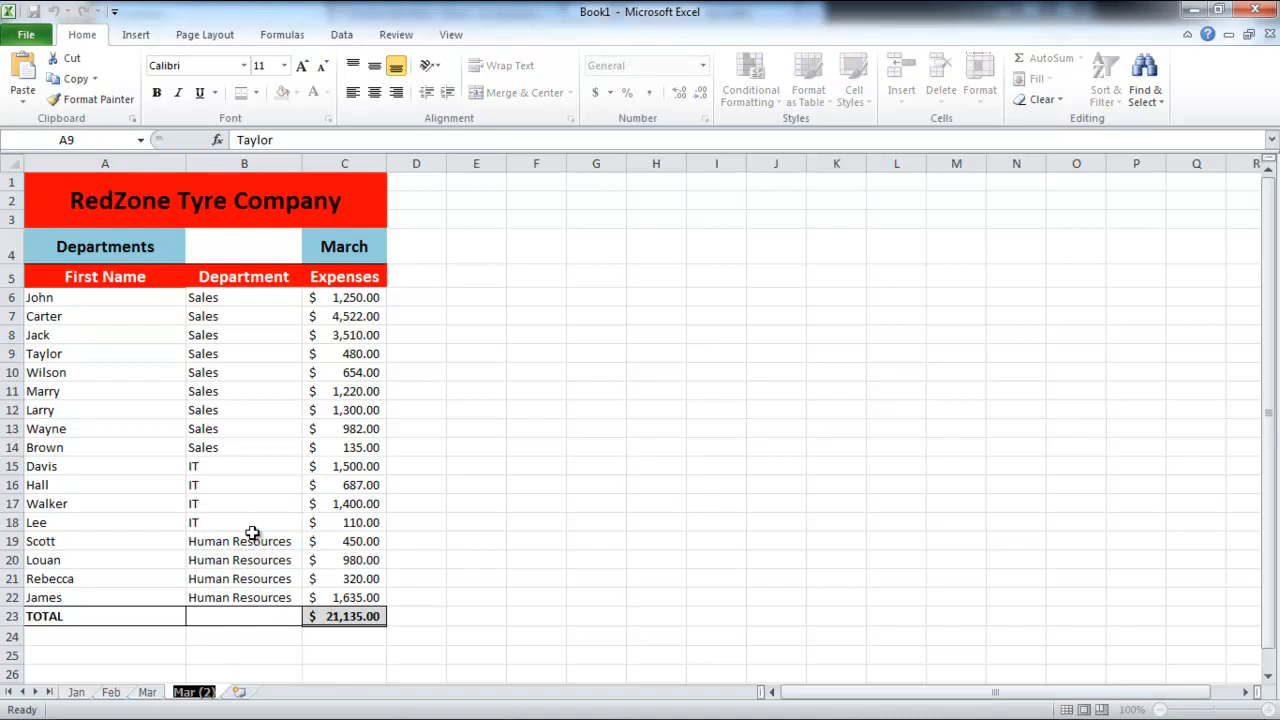 Book1 - Microsoft Excel
File Home Insert Page Layout Formulas Data Review View
Cut
Copy
Format Painter
Paste
Clipboard
Calibri 11
B I U
Font
Wrap Text
Merge & Center
Alignment
General
$ % , .00
Number
Conditional Formatting
Format as Table
Cell Styles
Styles
Insert Delete Format
Cells
AutoSum
Fill
Clear
Sort & Filter
Find & Select
Editing
A9 fx Taylor
A B C D E F G H I J K L M N O P Q R
1
2 RedZone Tyre Company
3
4 Departments March
5 First Name Department Expenses
6 John Sales $ 1,250.00
7 Carter Sales $ 4,522.00
8 Jack Sales $ 3,510.00
9 Taylor Sales $ 480.00
10 Wilson Sales $ 654.00
11 Marry Sales $ 1,220.00
12 Larry Sales $ 1,300.00
13 Wayne Sales $ 982.00
14 Brown Sales $ 135.00
15 Davis IT $ 1,500.00
16 Hall IT $ 687.00
17 Walker IT $ 1,400.00
18 Lee IT $ 110.00
19 Scott Human Resources $ 450.00
20 Louan Human Resources $ 980.00
21 Rebecca Human Resources $ 320.00
22 James Human Resources $ 1,635.00
23 TOTAL $ 21,135.00
24
25
26
Jan Feb Mar Mar (2)
Ready 100%